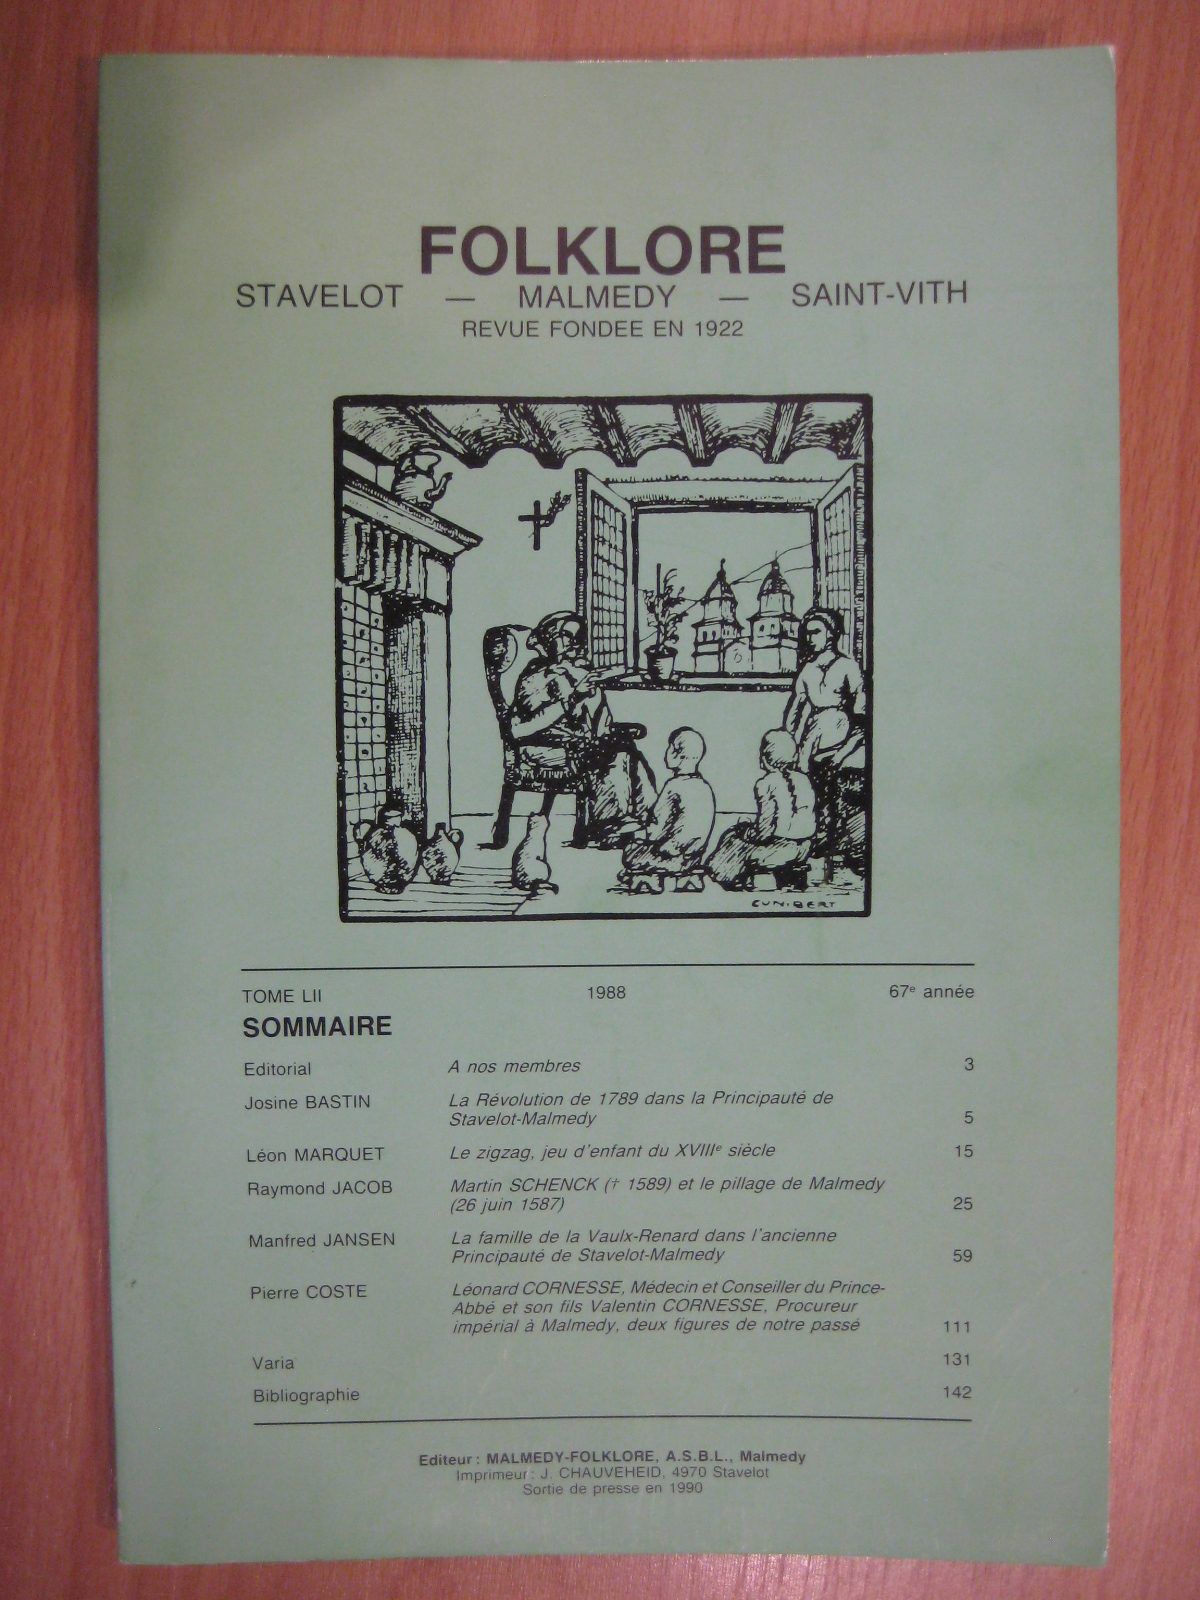 FOLKLORE
STAVELOT — MALMEDY — SAINT-VITH
REVUE FONDEE EN 1922
CUNIBERT
TOME LII 1988 67e année
SOMMAIRE
Editorial A nos membres 3
Josine BASTIN La Révolution de 1789 dans la Principauté de
Stavelot-Malmedy 5
Léon MARQUET Le zigzag, jeu d'enfant du XVIIIe siècle 15
Raymond JACOB Martin SCHENCK († 1589) et le pillage de Malmedy
(26 juin 1587) 25
Manfred JANSEN La famille de la Vaulx-Renard dans l'ancienne
Principauté de Stavelot-Malmedy 59
Pierre COSTE Léonard CORNESSE, Médecin et Conseiller du Prince-
Abbé et son fils Valentin CORNESSE, Procureur
impérial à Malmedy, deux figures de notre passé 111
Varia 131
Bibliographie 142
Editeur : MALMEDY-FOLKLORE, A.S.B.L., Malmedy
Imprimeur : J. CHAUVEHEID, 4970 Stavelot
Sortie de presse en 1990